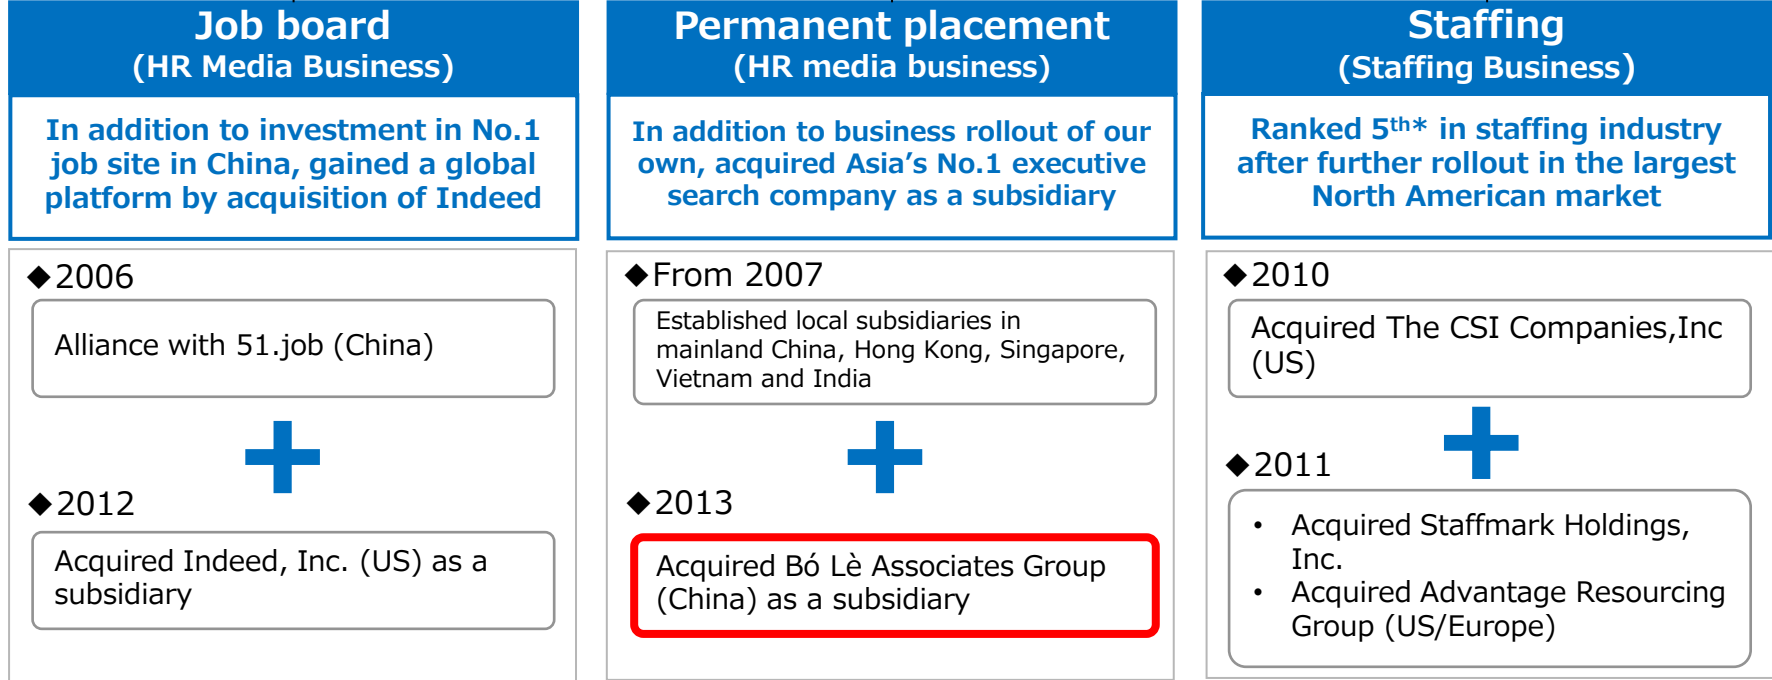 Job board
(HR Media Business)
In addition to investment in No.1
job site in China, gained a global
platform by acquisition of Indeed
◆2006
Alliance with 51.job (China)
◆2012
Acquired Indeed, Inc. (US) as a
subsidiary
Permanent placement
(HR media business)
In addition to business rollout of our
own, acquired Asia’s No.1 executive
search company as a subsidiary
◆From 2007
Established local subsidiaries in
mainland China, Hong Kong, Singapore,
Vietnam and India
◆2013
Acquired Bó Lè Associates Group
(China) as a subsidiary
Staffing
(Staffing Business)
Ranked 5th* in staffing industry
after further rollout in the largest
North American market
◆2010
Acquired The CSI Companies,Inc
(US)
◆2011
• Acquired Staffmark Holdings,
Inc.
• Acquired Advantage Resourcing
Group (US/Europe)